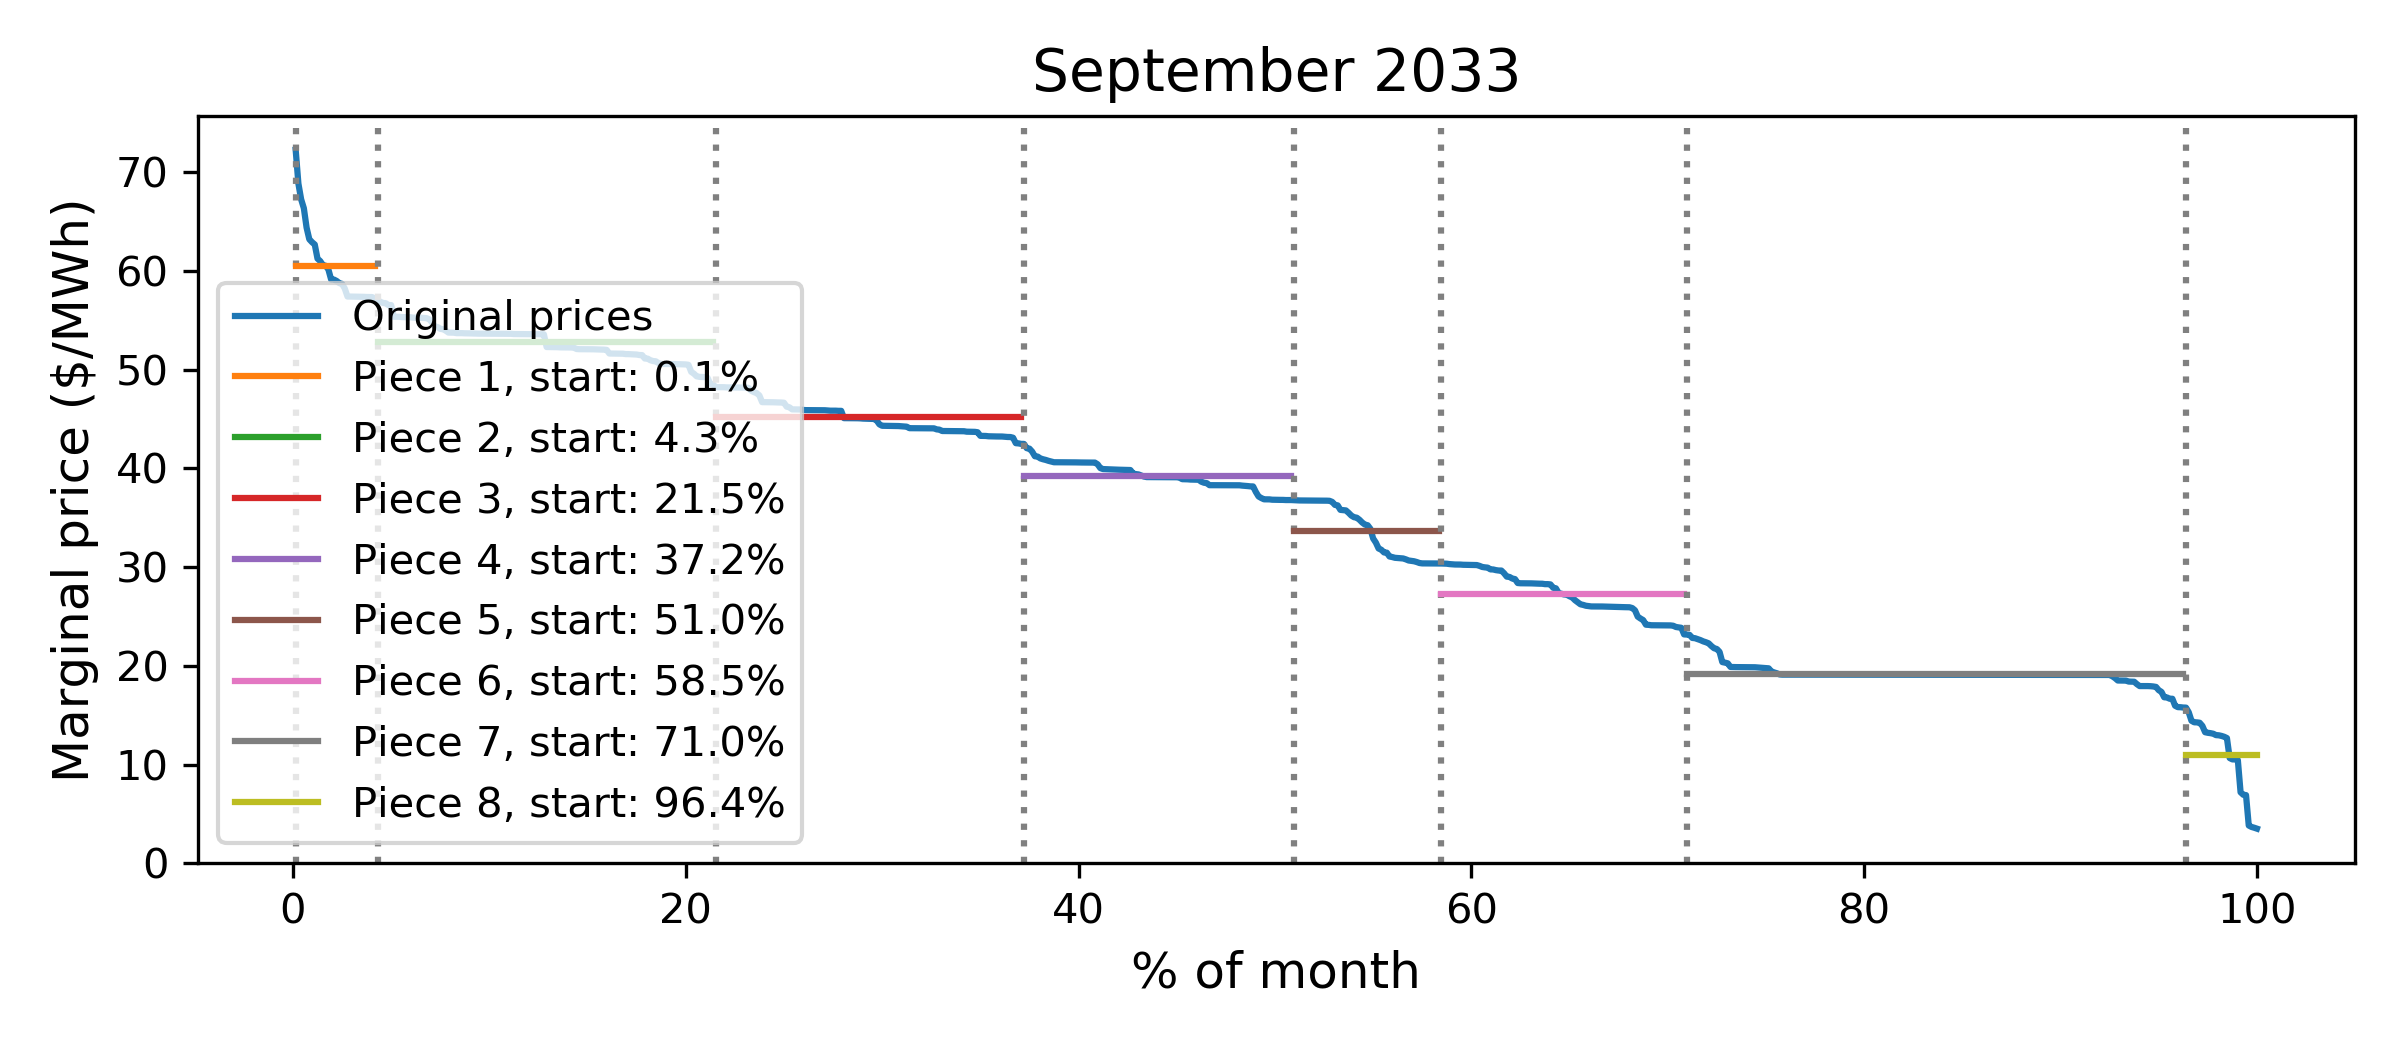 September 2033
Marginal price ($/MWh)
70
60
50
40
30
20
10
0
Original prices
Piece 1, start: 0.1%
Piece 2, start: 4.3%
Piece 3, start: 21.5%
Piece 4, start: 37.2%
Piece 5, start: 51.0%
Piece 6, start: 58.5%
Piece 7, start: 71.0%
Piece 8, start: 96.4%
0 20 40 60 80 100
% of month